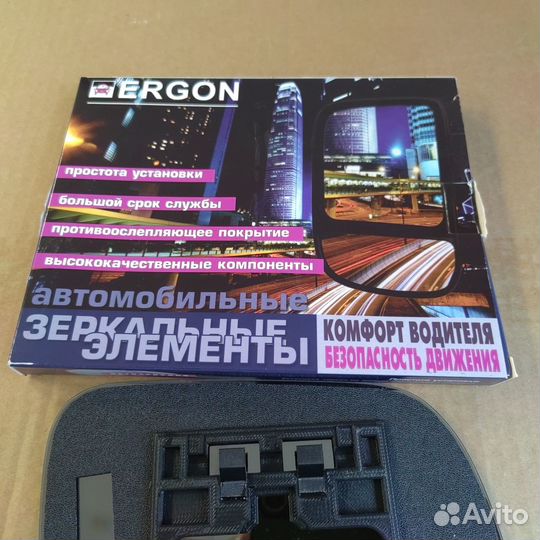 ERGON
простота установки
большой срок службы
противоослепляющее покрытие
высококачественные компоненты
автомобильные
ЗЕРКАЛЬНЫЕ
ЭЛЕМЕНТЫ
КОМФОРТ ВОДИТЕЛЯ
БЕЗОПАСНОСТЬ ДВИЖЕНИЯ
Avito